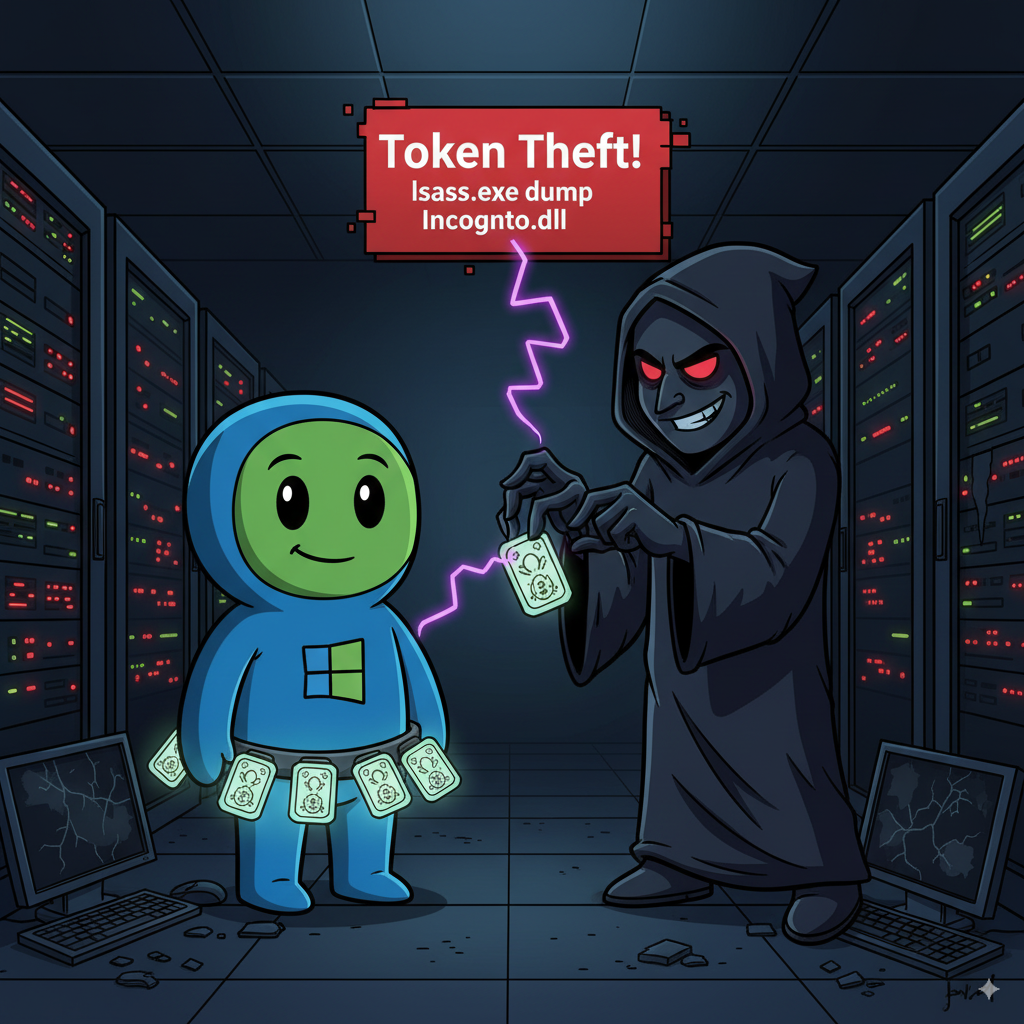 Token Theft!
lsass.exe dump
Incognto.dll